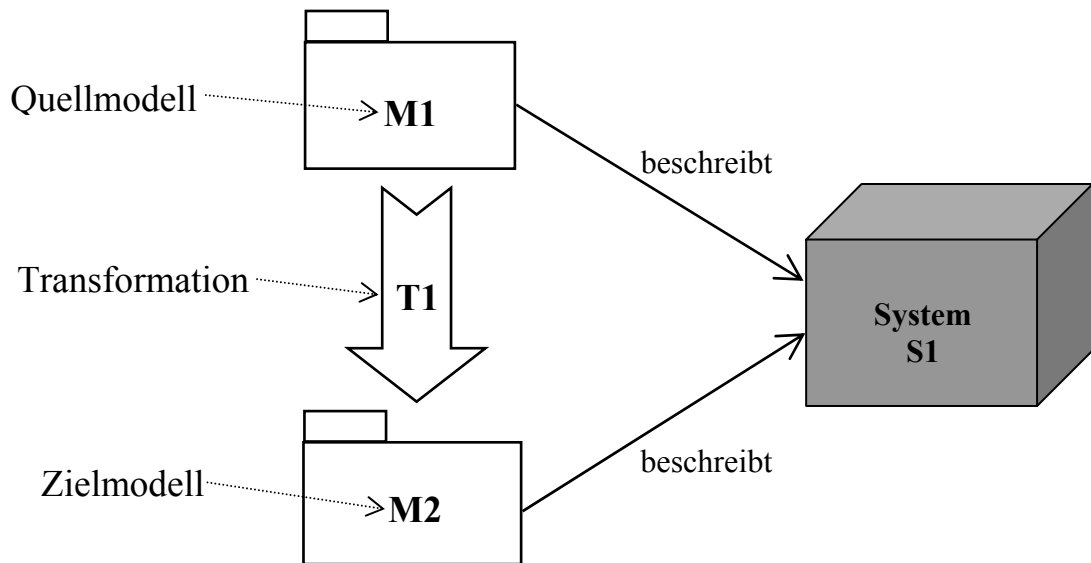 Quellmodell
M1
beschreibt
Transformation
T1
System
S1
beschreibt
Zielmodell
M2